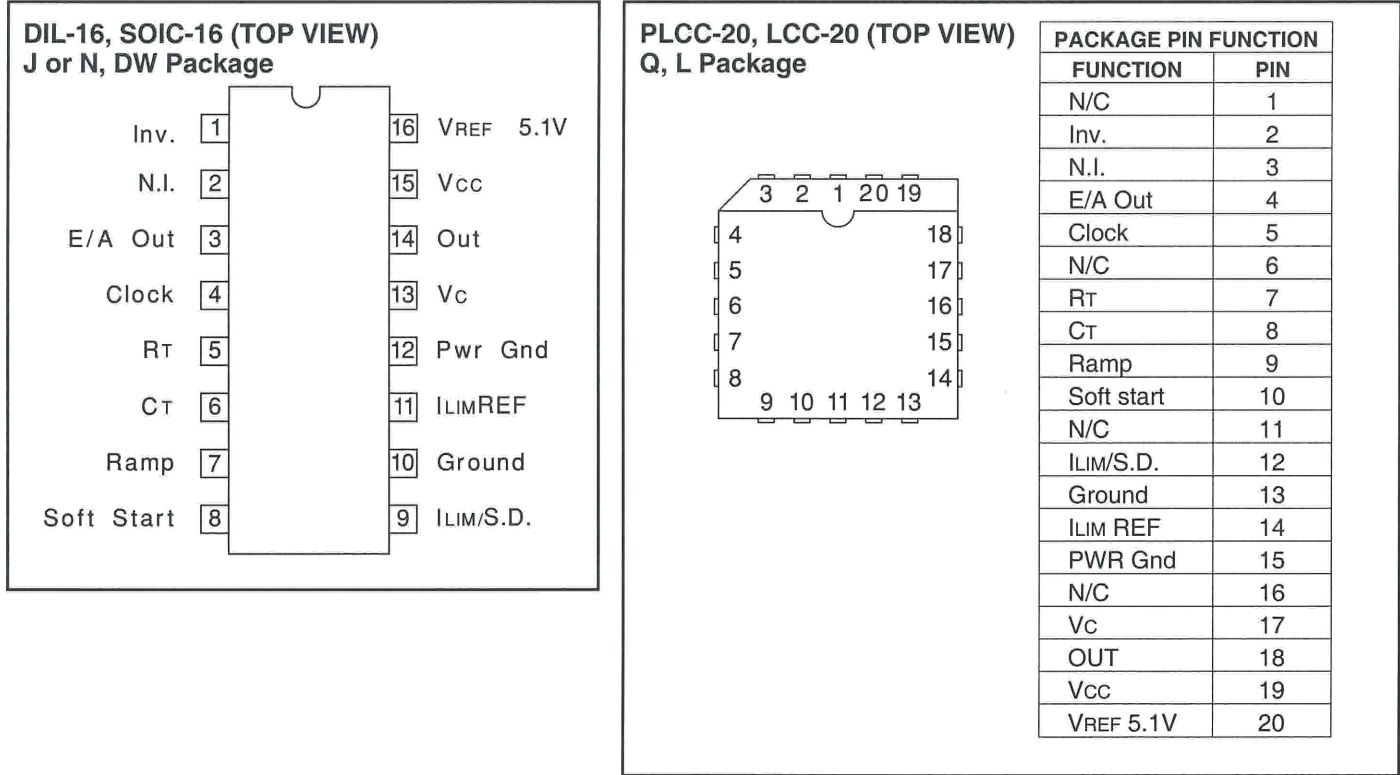 DIL-16, SOIC-16 (TOP VIEW)
J or N, DW Package
Inv. 1 16 VREF 5.1V
N.I. 2 15 VCC
E/A Out 3 14 Out
Clock 4 13 VC
RT 5 12 Pwr Gnd
CT 6 11 ILIMREF
Ramp 7 10 Ground
Soft Start 8 9 ILIM/S.D.
PLCC-20, LCC-20 (TOP VIEW)
Q, L Package
3 2 1 20 19
4 18
5 17
6 16
7 15
8 14
9 10 11 12 13
PACKAGE PIN FUNCTION
FUNCTION PIN
N/C 1
Inv. 2
N.I. 3
E/A Out 4
Clock 5
N/C 6
RT 7
CT 8
Ramp 9
Soft start 10
N/C 11
ILIM/S.D. 12
Ground 13
ILIM REF 14
PWR Gnd 15
N/C 16
VC 17
OUT 18
VCC 19
VREF 5.1V 20